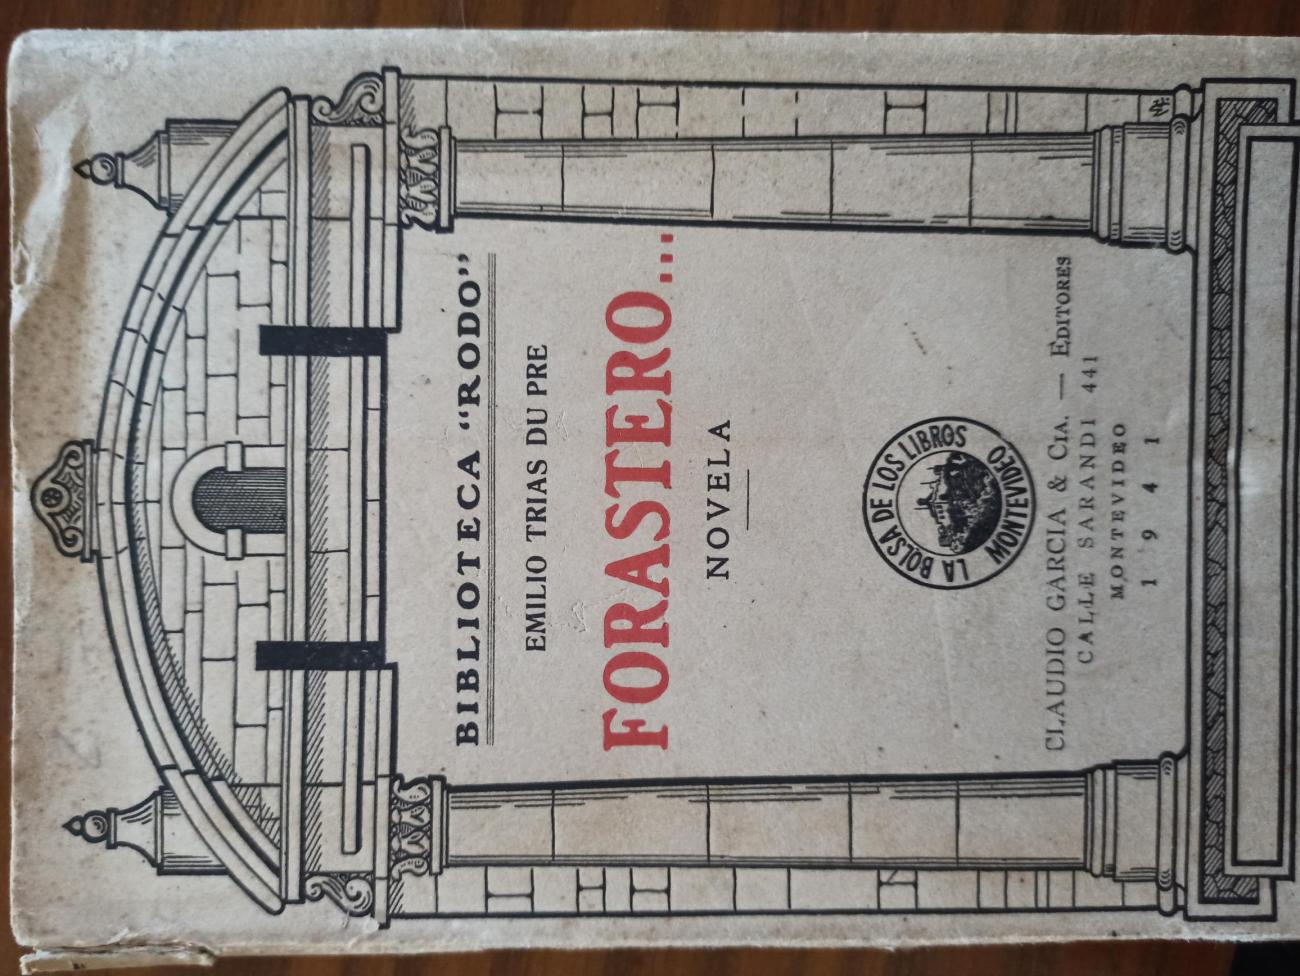 BIBLIOTECA “RODO”
EMILIO TRIAS DU PRE
FORASTERO...
NOVELA
LA BOLSA DE LOS LIBROS
MONTEVIDEO
CLAUDIO GARCIA & CIA. — EDITORES
CALLE SARANDI 441
MONTEVIDEO
1941